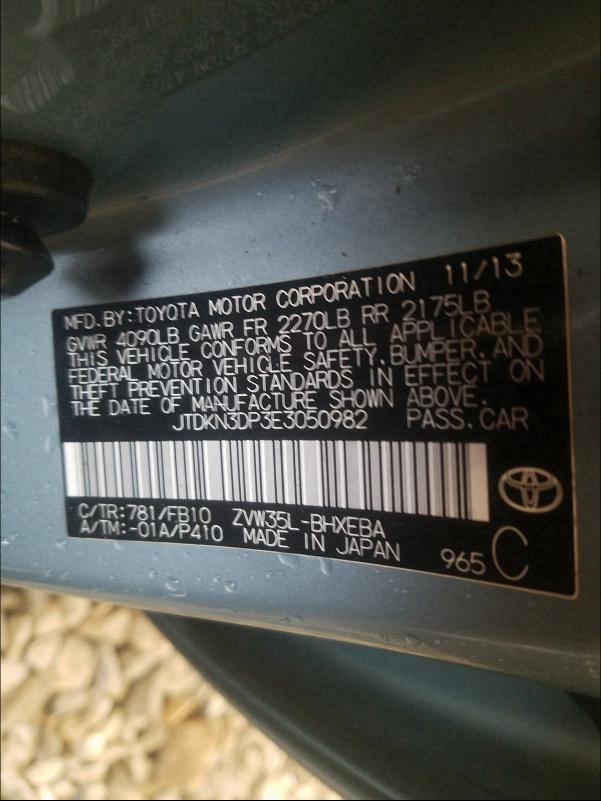 MFD.BY:TOYOTA MOTOR CORPORATION 11/13
GVWR 4090LB GAWR FR 2270LB RR 2175LB
THIS VEHICLE CONFORMS TO ALL APPLICABLE
FEDERAL MOTOR VEHICLE SAFETY,BUMPER,AND
THEFT PREVENTION STANDARDS IN EFFECT ON
THE DATE OF MANUFACTURE SHOWN ABOVE.
JTDKN3DP3E3050982 PASS.CAR
C/TR:781/FB10 ZVW35L-BHXEBA
A/TM:-01A/P410 MADE IN JAPAN
965 C